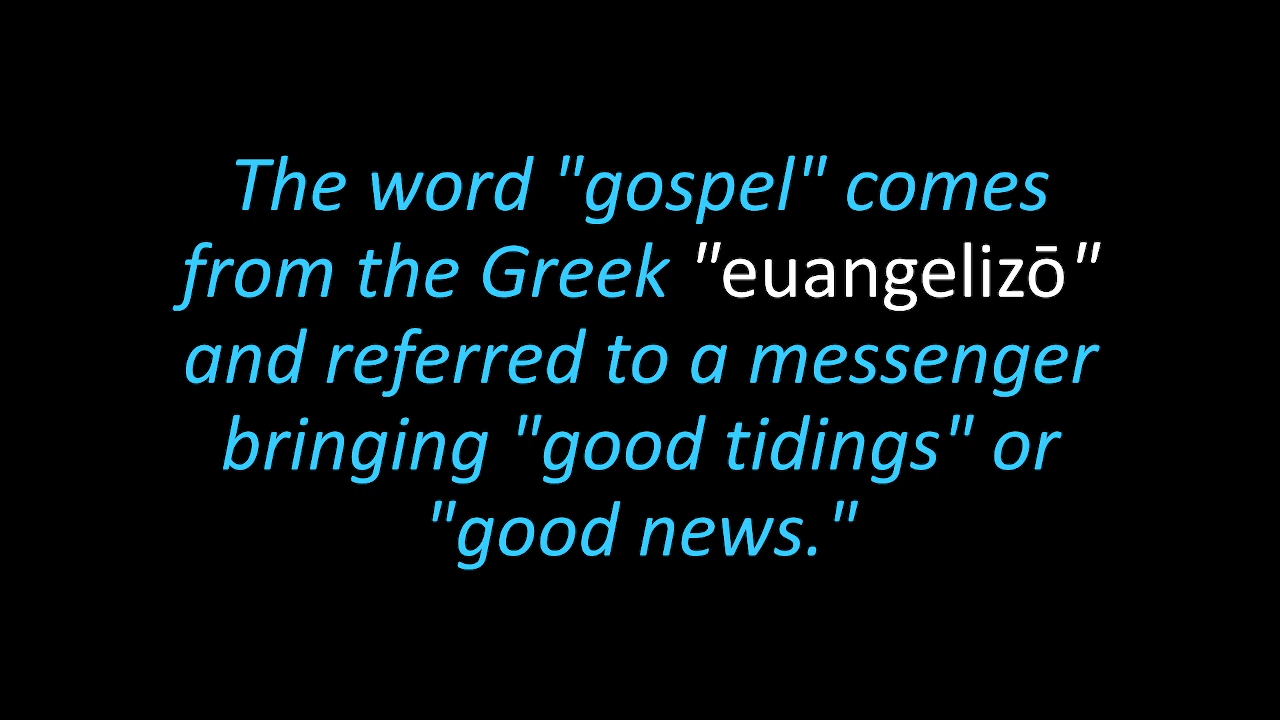 The word "gospel" comes
from the Greek "euangelizō"
and referred to a messenger
bringing "good tidings" or
"good news."